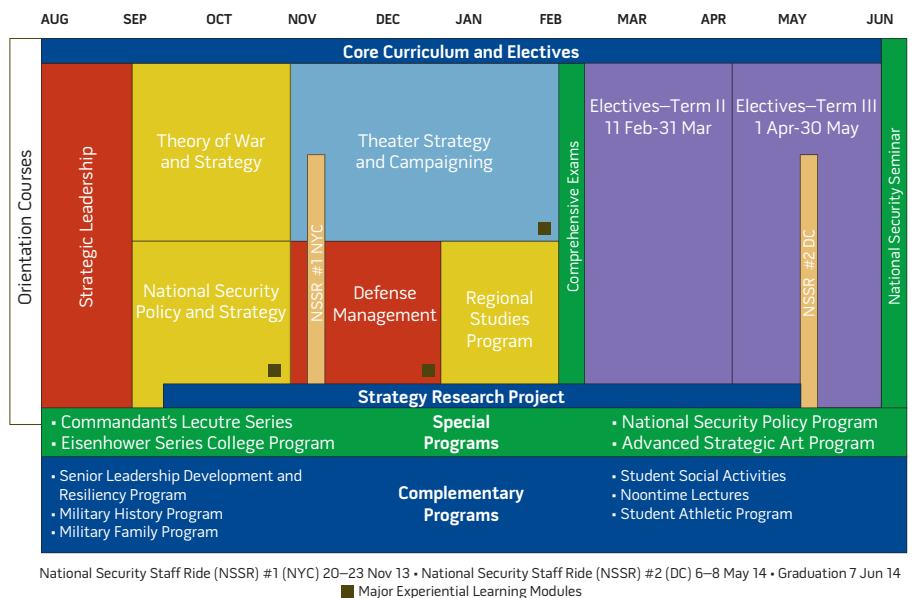 AUG SEP OCT NOV DEC JAN FEB MAR APR MAY JUN
Core Curriculum and Electives
Orientation Courses
Strategic Leadership
Theory of War
and Strategy
National Security
Policy and Strategy
Theater Strategy
and Campaigning
NSSR #1 NYC
Defense
Management
Regional
Studies
Program
Comprehensive Exams
Electives—Term II
11 Feb-31 Mar
Electives—Term III
1 Apr-30 May
NSSR #2 DC
National Security Seminar
Strategy Research Project
▪ Commandant's Lecutre Series
▪ Eisenhower Series College Program
Special
Programs
▪ National Security Policy Program
▪ Advanced Strategic Art Program
▪ Senior Leadership Development and
Resiliency Program
▪ Military History Program
▪ Military Family Program
Complementary
Programs
▪ Student Social Activities
▪ Noontime Lectures
▪ Student Athletic Program
National Security Staff Ride (NSSR) #1 (NYC) 20–23 Nov 13 ▪ National Security Staff Ride (NSSR) #2 (DC) 6–8 May 14 ▪ Graduation 7 Jun 14
Major Experiential Learning Modules